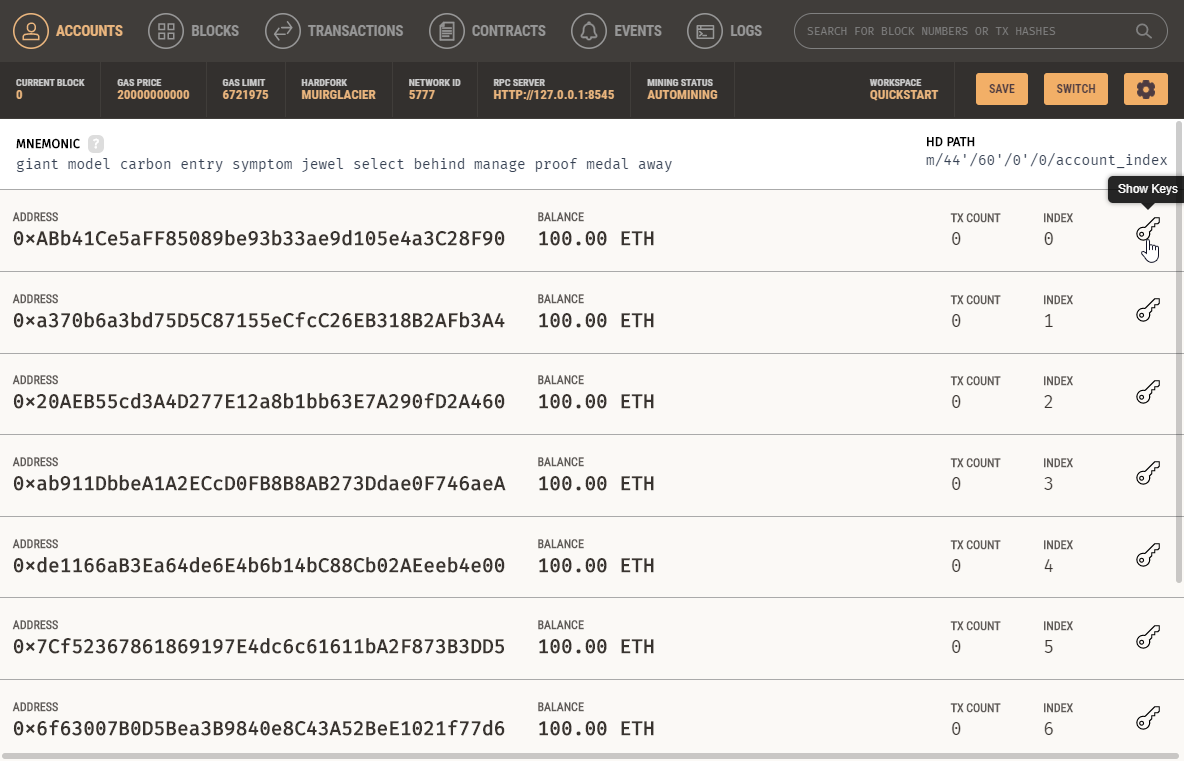 ACCOUNTS BLOCKS TRANSACTIONS CONTRACTS EVENTS LOGS SEARCH FOR BLOCK NUMBERS OR TX HASHES
CURRENT BLOCK GAS PRICE GAS LIMIT HARDFORK NETWORK ID RPC SERVER MINING STATUS WORKSPACE
0 20000000000 6721975 MUIRGLACIER 5777 HTTP://127.0.0.1:8545 AUTOMINING QUICKSTART SAVE SWITCH
MNEMONIC ? HD PATH
giant model carbon entry symptom jewel select behind manage proof medal away m/44'/60'/0'/0/account_index
Show Keys
ADDRESS BALANCE TX COUNT INDEX
0×ABb41Ce5aFF85089be93b33ae9d105e4a3C28F90 100.00 ETH 0 0
ADDRESS BALANCE TX COUNT INDEX
0×a370b6a3bd75D5C87155eCfcC26EB318B2AFb3A4 100.00 ETH 0 1
ADDRESS BALANCE TX COUNT INDEX
0×20AEB55cd3A4D277E12a8b1bb63E7A290fD2A460 100.00 ETH 0 2
ADDRESS BALANCE TX COUNT INDEX
0×ab911DbbeA1A2ECcD0FB8B8AB273Ddae0F746aeA 100.00 ETH 0 3
ADDRESS BALANCE TX COUNT INDEX
0×de1166aB3Ea64de6E4b6b14bC88Cb02AEeeb4e00 100.00 ETH 0 4
ADDRESS BALANCE TX COUNT INDEX
0×7Cf52367861869197E4dc6c61611bA2F873B3DD5 100.00 ETH 0 5
ADDRESS BALANCE TX COUNT INDEX
0×6f63007B0D5Bea3B9840e8C43A52BeE1021f77d6 100.00 ETH 0 6